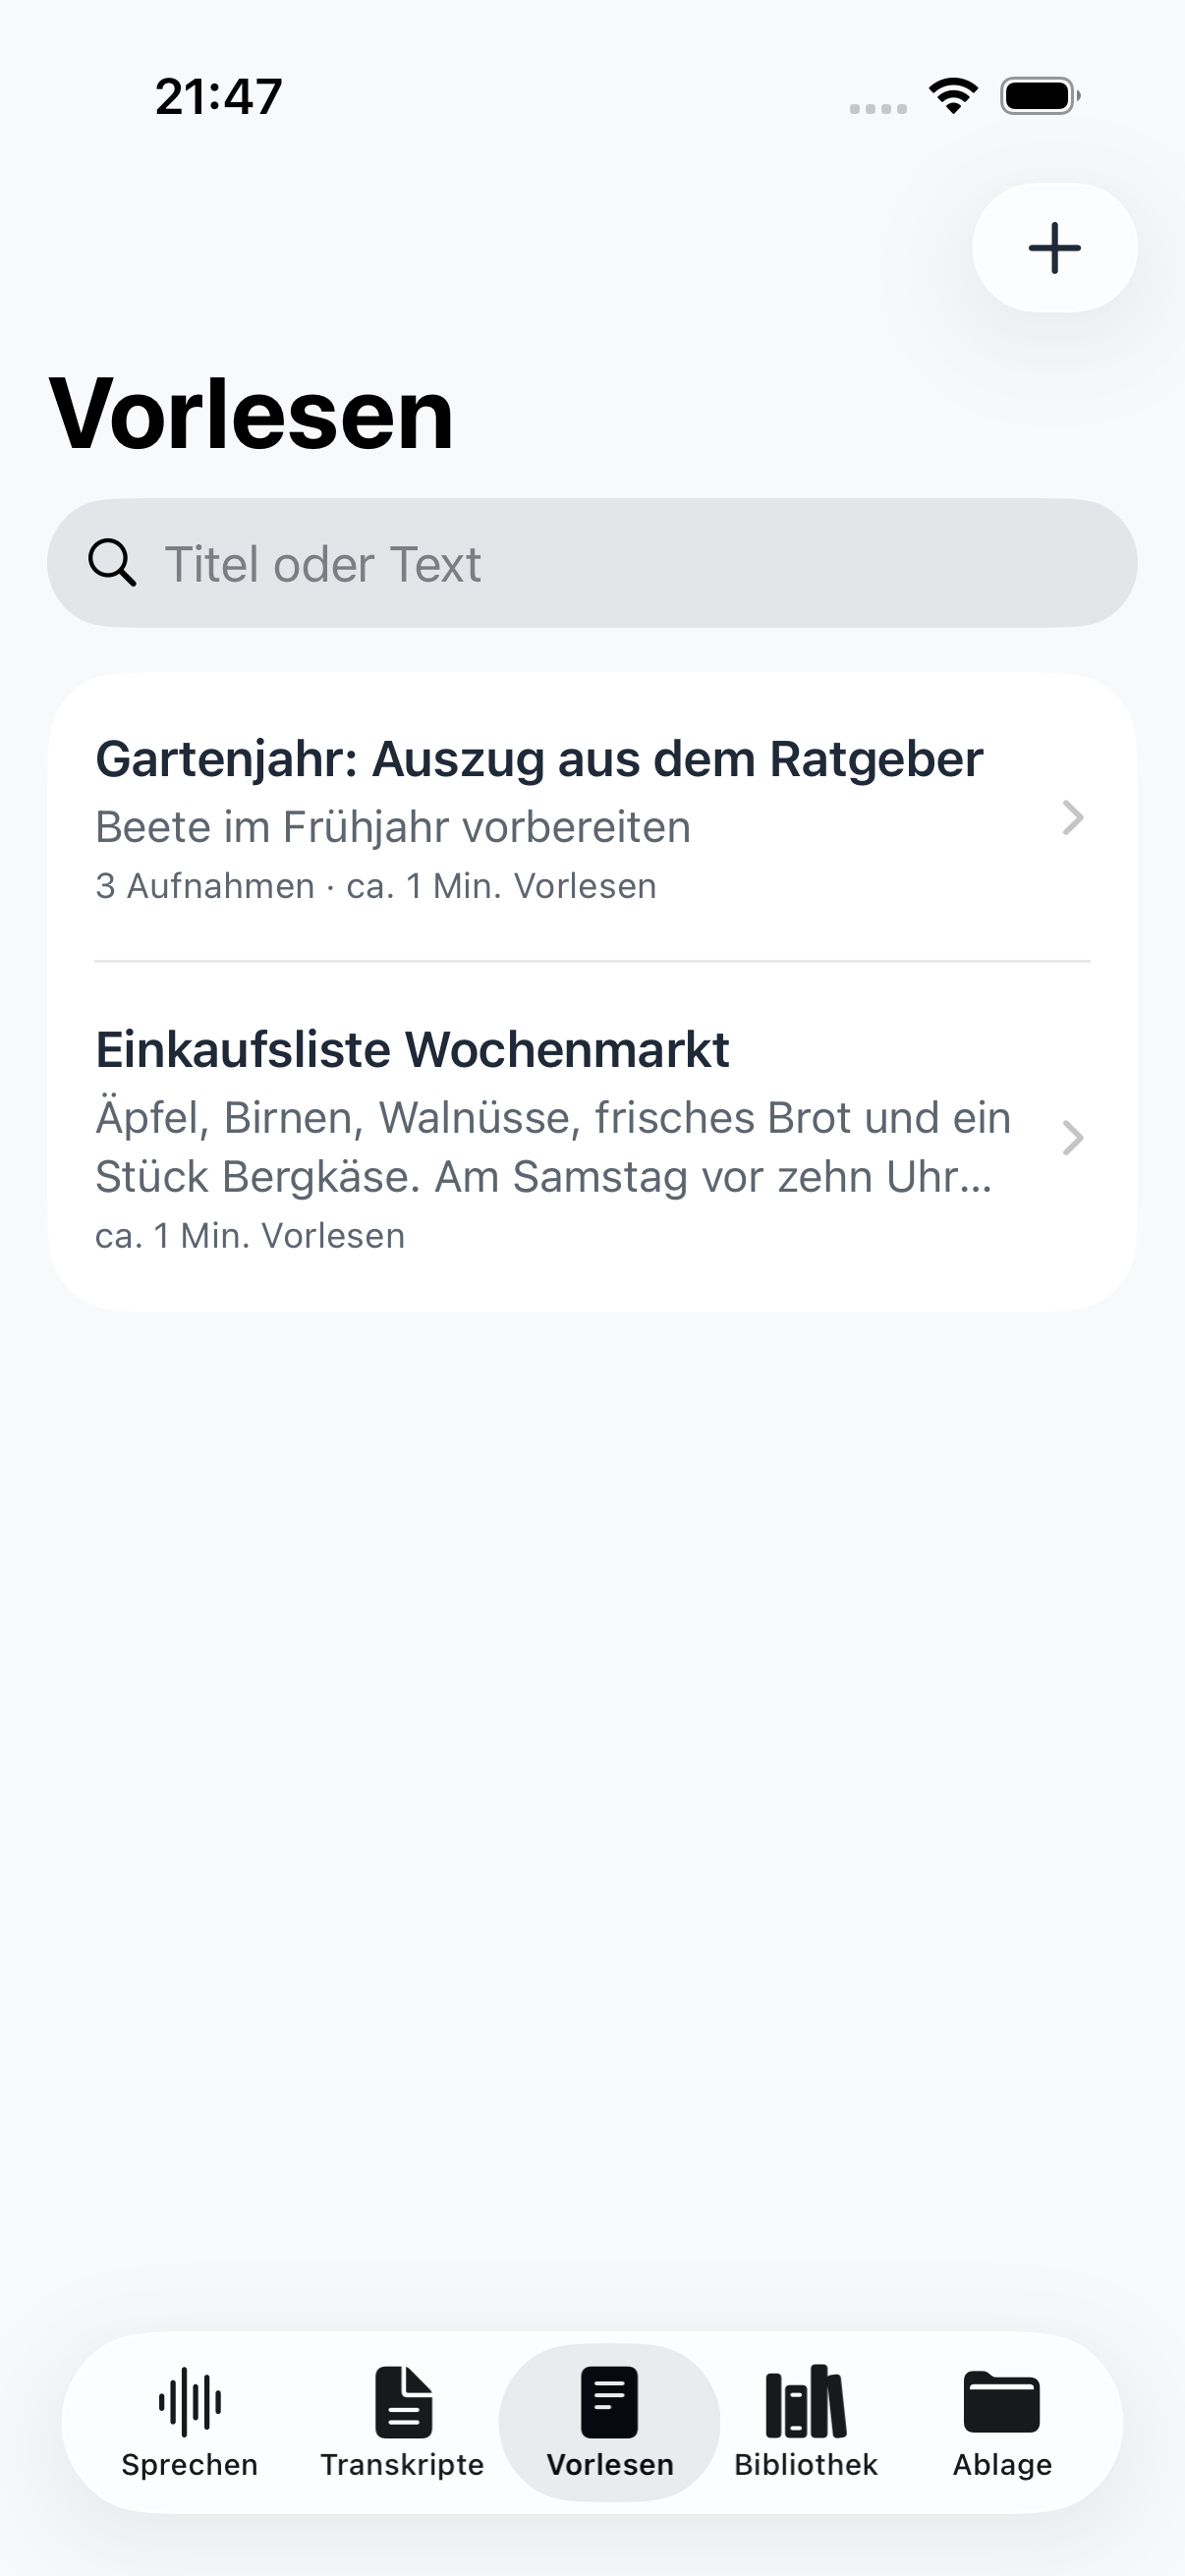 21:47
Vorlesen
Titel oder Text
Gartenjahr: Auszug aus dem Ratgeber
Beete im Frühjahr vorbereiten
3 Aufnahmen · ca. 1 Min. Vorlesen
Einkaufsliste Wochenmarkt
Äpfel, Birnen, Walnüsse, frisches Brot und ein
Stück Bergkäse. Am Samstag vor zehn Uhr...
ca. 1 Min. Vorlesen
Sprechen
Transkripte
Vorlesen
Bibliothek
Ablage